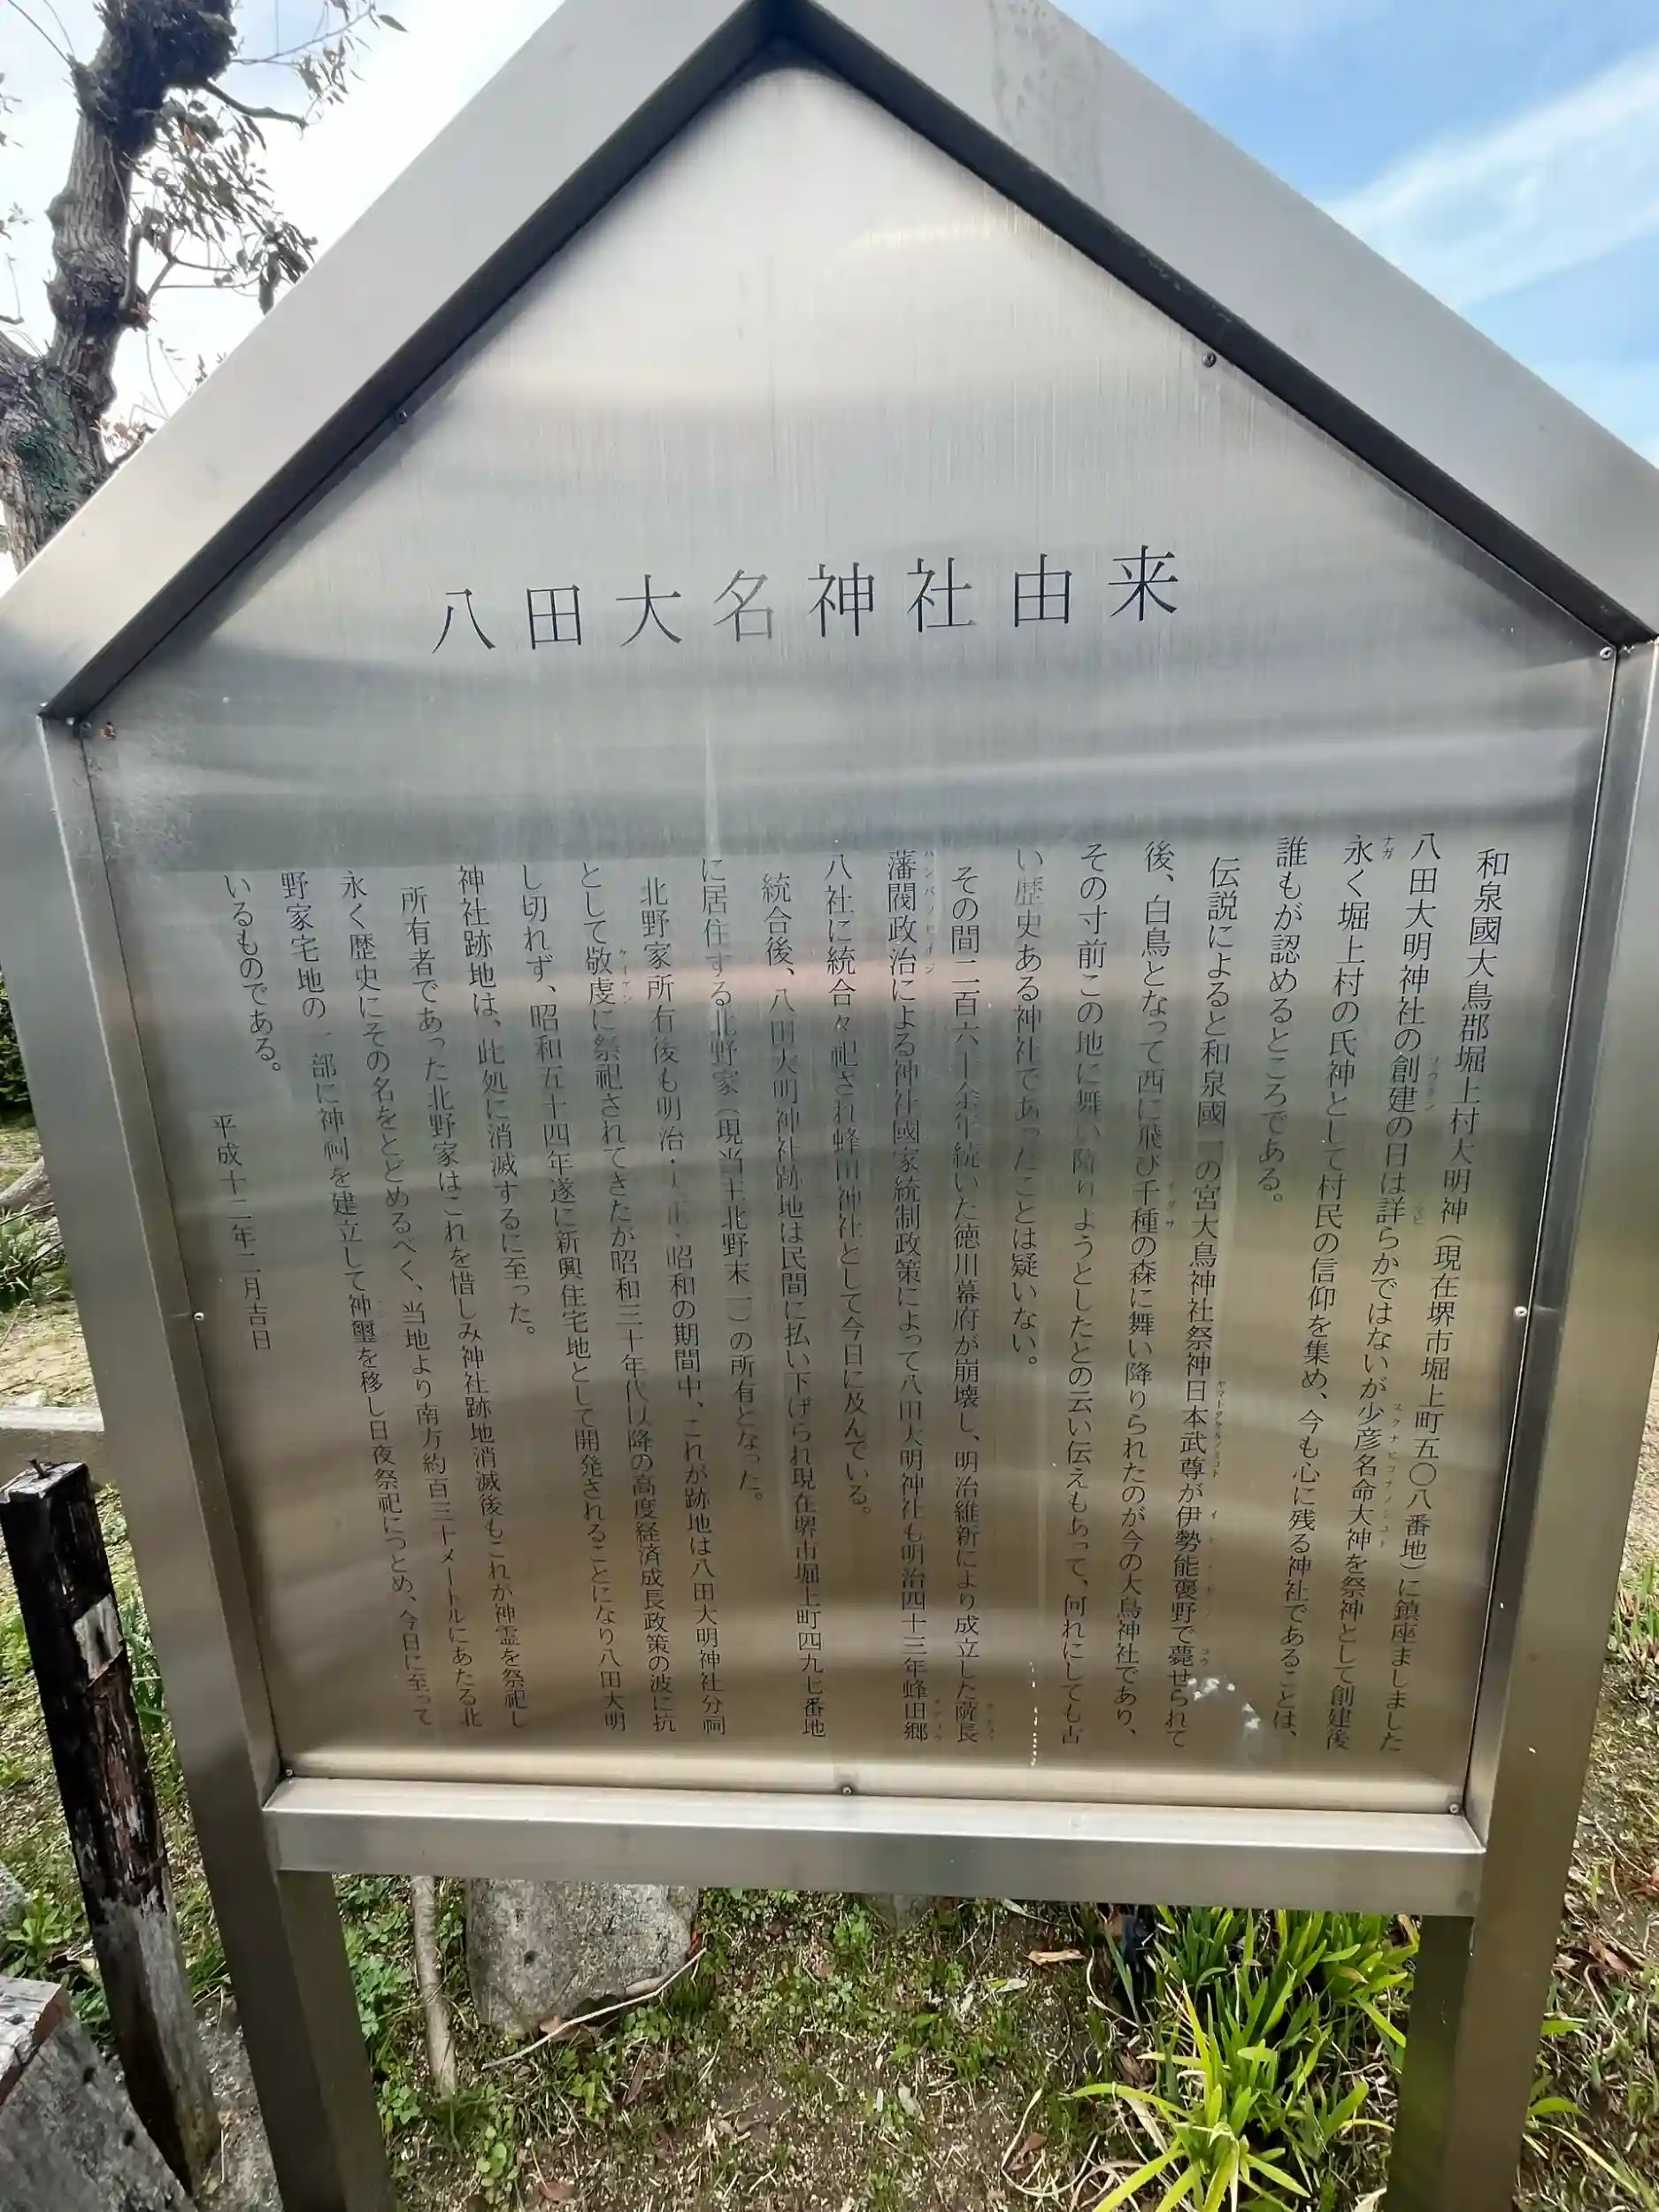 八田大名神社由来
和泉國大鳥郡堀上村大明神（現在堺市堀上町五〇八番地）に鎮座ましました
八田大明神社の創建の日は詳らかではないが少彦名命大神を祭神として創建後
永く堀上村の氏神として村民の信仰を集め、今も心に残る神社であることは、
誰もが認めるところである。
伝説によると和泉國一の宮大鳥神社祭神日本武尊が伊勢能褒野で薨せられて
後、白鳥となって西に飛び千種の森に舞い降りられたのが今の大鳥神社であり、
その寸前この地に舞い降りようとしたとの云い伝えもあって、何れにしても古
い歴史ある神社であったことは疑いない。
その間二百六十余年続いた徳川幕府が崩壊し、明治維新により成立した薩長
藩閥政治による神社國家統制政策によって八田大明神社も明治四十三年蜂田郷
八社に統合々祀され蜂田神社として今日に及んでいる。
統合後、八田大明神社跡地は民間に払い下げられ現在堺市堀上町四九七番地
に居住する北野家（現当主北野末一）の所有となった。
北野家所有後も明治・大正・昭和の期間中、これが跡地は八田大明神社分祠
として敬虔に祭祀されてきたが昭和三十年代以降の高度経済成長政策の波に抗
し切れず、昭和五十四年遂に新興住宅地として開発されることになり八田大明
神社跡地は、此処に消滅するに至った。
所有者であった北野家はこれを惜しみ神社跡地消滅後もこれが神霊を祭祀し
永く歴史にその名をとどめるべく、当地より南方約百三十メートルにあたる北
野家宅地の一部に神祠を建立して神璽を移し日夜祭祀につとめ、今日に至って
いるものである。
平成十二年二月吉日